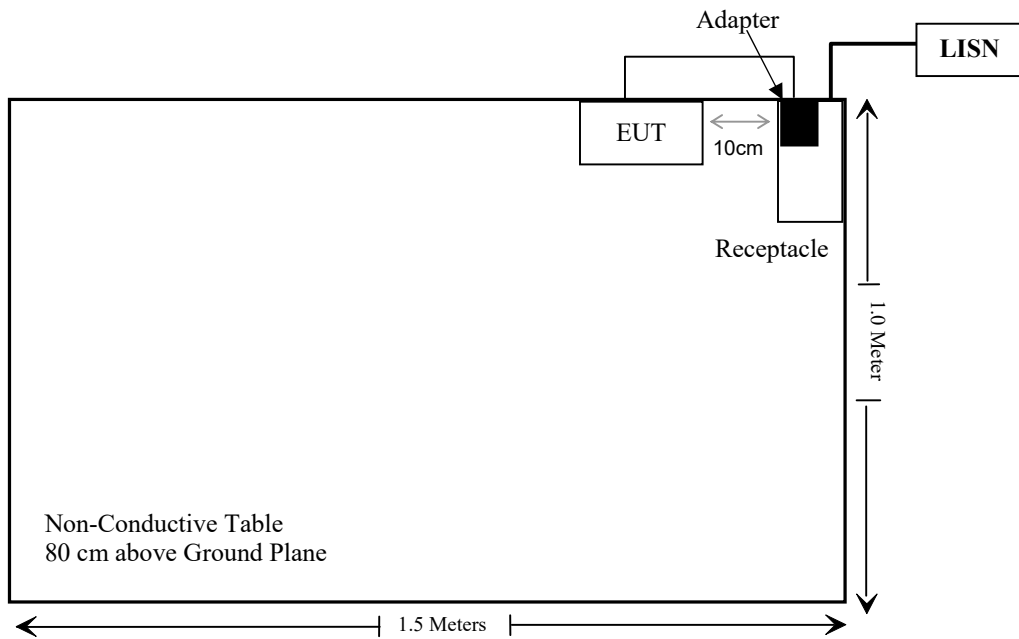 Adapter
LISN
EUT
10cm
Receptacle
1.0 Meter
Non-Conductive Table
80 cm above Ground Plane
1.5 Meters